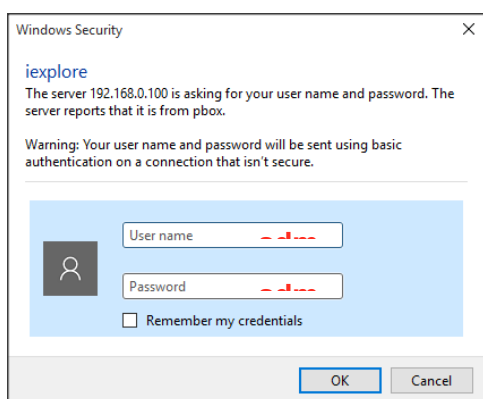 Windows Security
iexplore
The server 192.168.0.100 is asking for your user name and password. The
server reports that it is from pbox.
Warning: Your user name and password will be sent using basic
authentication on a connection that isn't secure.
User name
Password
Remember my credentials
OK Cancel